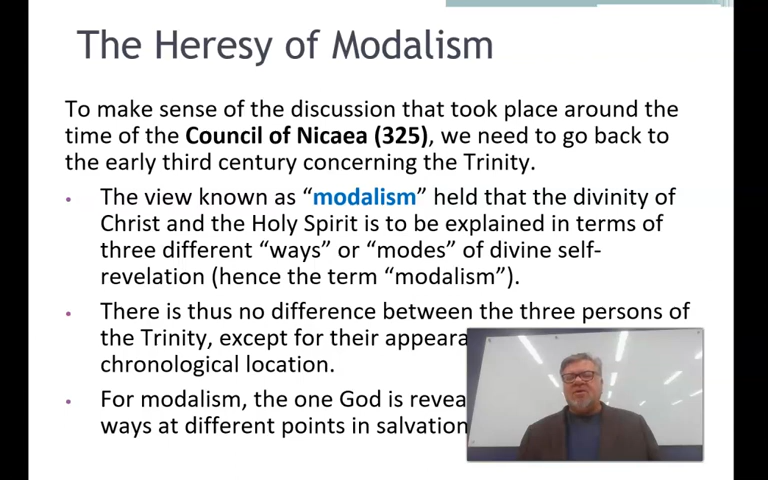 The Heresy of Modalism
To make sense of the discussion that took place around the
time of the Council of Nicaea (325), we need to go back to
the early third century concerning the Trinity.
• The view known as “modalism” held that the divinity of
Christ and the Holy Spirit is to be explained in terms of
three different “ways” or “modes” of divine self-
revelation (hence the term “modalism”).
• There is thus no difference between the three persons of
the Trinity, except for their appeara
chronological location.
• For modalism, the one God is revea
ways at different points in salvation